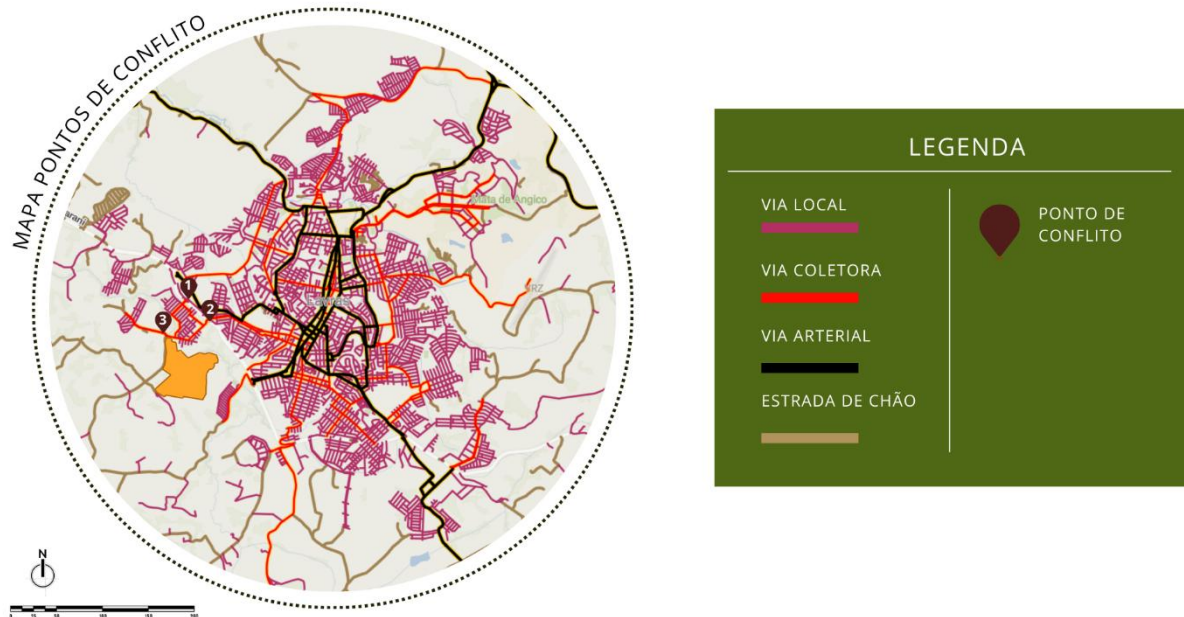 MAPA PONTOS DE CONFLITO
Mata de Angico
Lavras
1
2
3
N
LEGENDA
VIA LOCAL
VIA COLETORA
VIA ARTERIAL
ESTRADA DE CHÃO
PONTO DE
CONFLITO